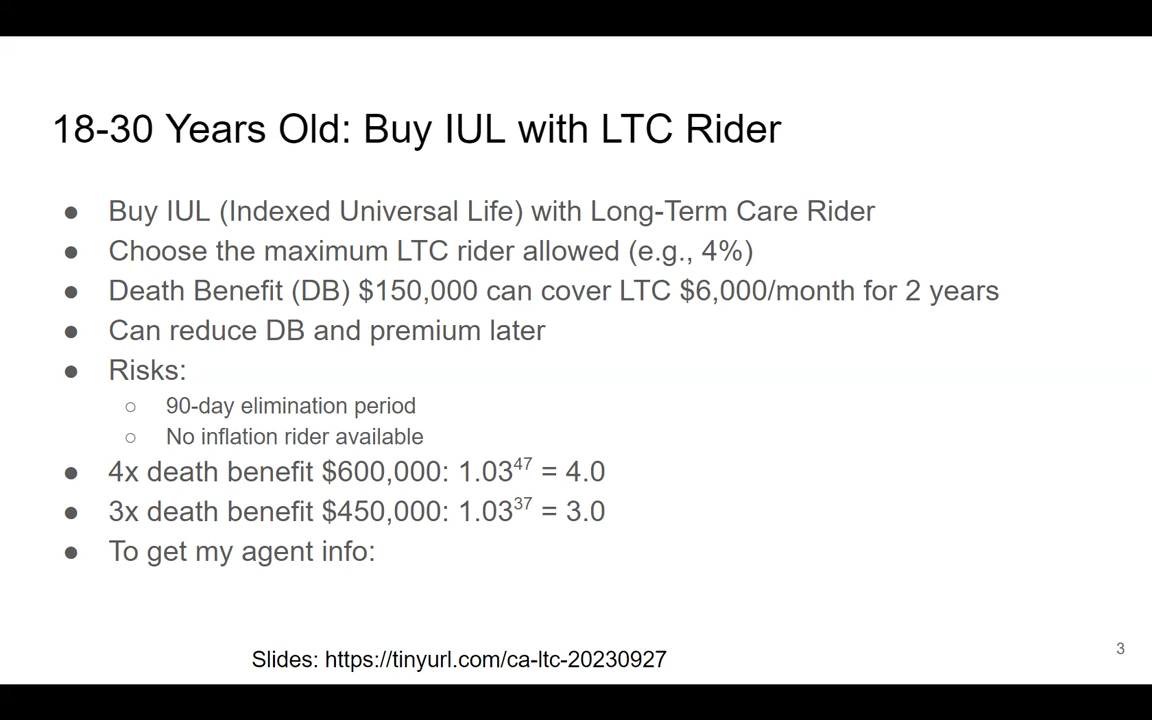 18-30 Years Old: Buy IUL with LTC Rider
● Buy IUL (Indexed Universal Life) with Long-Term Care Rider
● Choose the maximum LTC rider allowed (e.g., 4%)
● Death Benefit (DB) $150,000 can cover LTC $6,000/month for 2 years
● Can reduce DB and premium later
● Risks:
○ 90-day elimination period
○ No inflation rider available
● 4x death benefit $600,000: 1.03⁴⁷ = 4.0
● 3x death benefit $450,000: 1.03³⁷ = 3.0
● To get my agent info:
Slides: https://tinyurl.com/ca-ltc-20230927
3